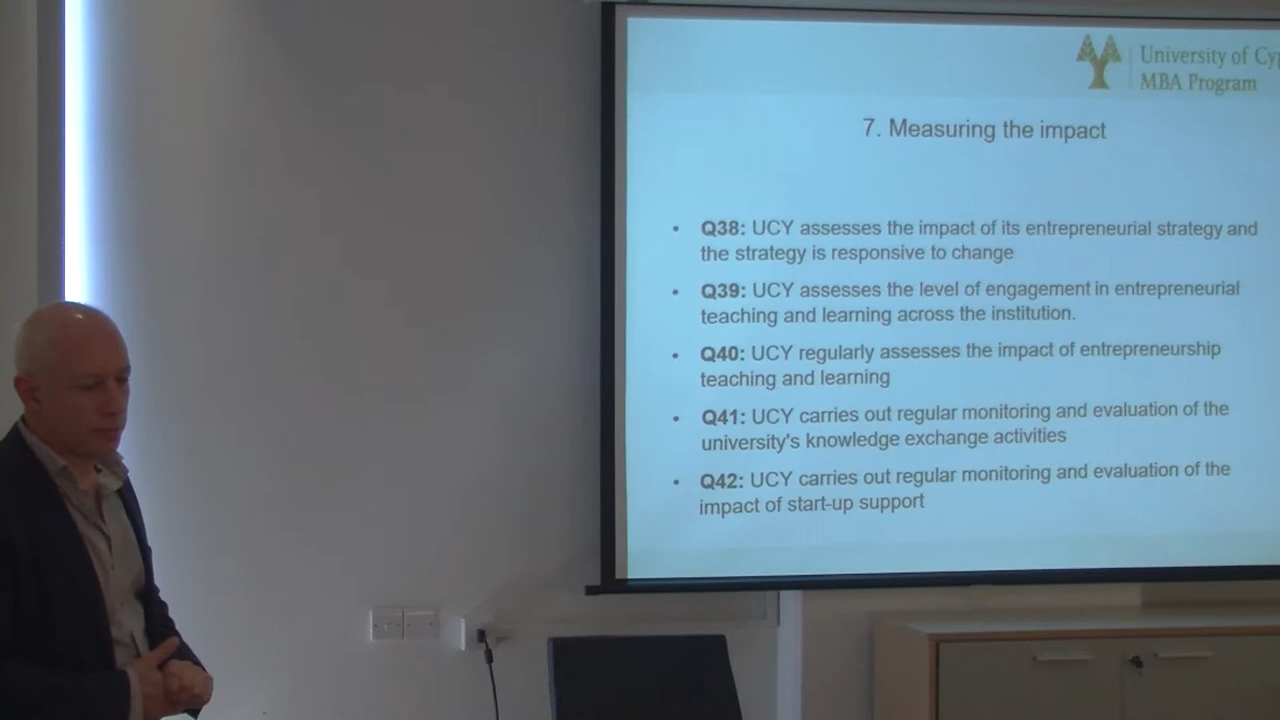 University of Cy
MBA Program
7. Measuring the impact
• Q38: UCY assesses the impact of its entrepreneurial strategy and
the strategy is responsive to change
• Q39: UCY assesses the level of engagement in entrepreneurial
teaching and learning across the institution.
• Q40: UCY regularly assesses the impact of entrepreneurship
teaching and learning
• Q41: UCY carries out regular monitoring and evaluation of the
university's knowledge exchange activities
• Q42: UCY carries out regular monitoring and evaluation of the
impact of start-up support